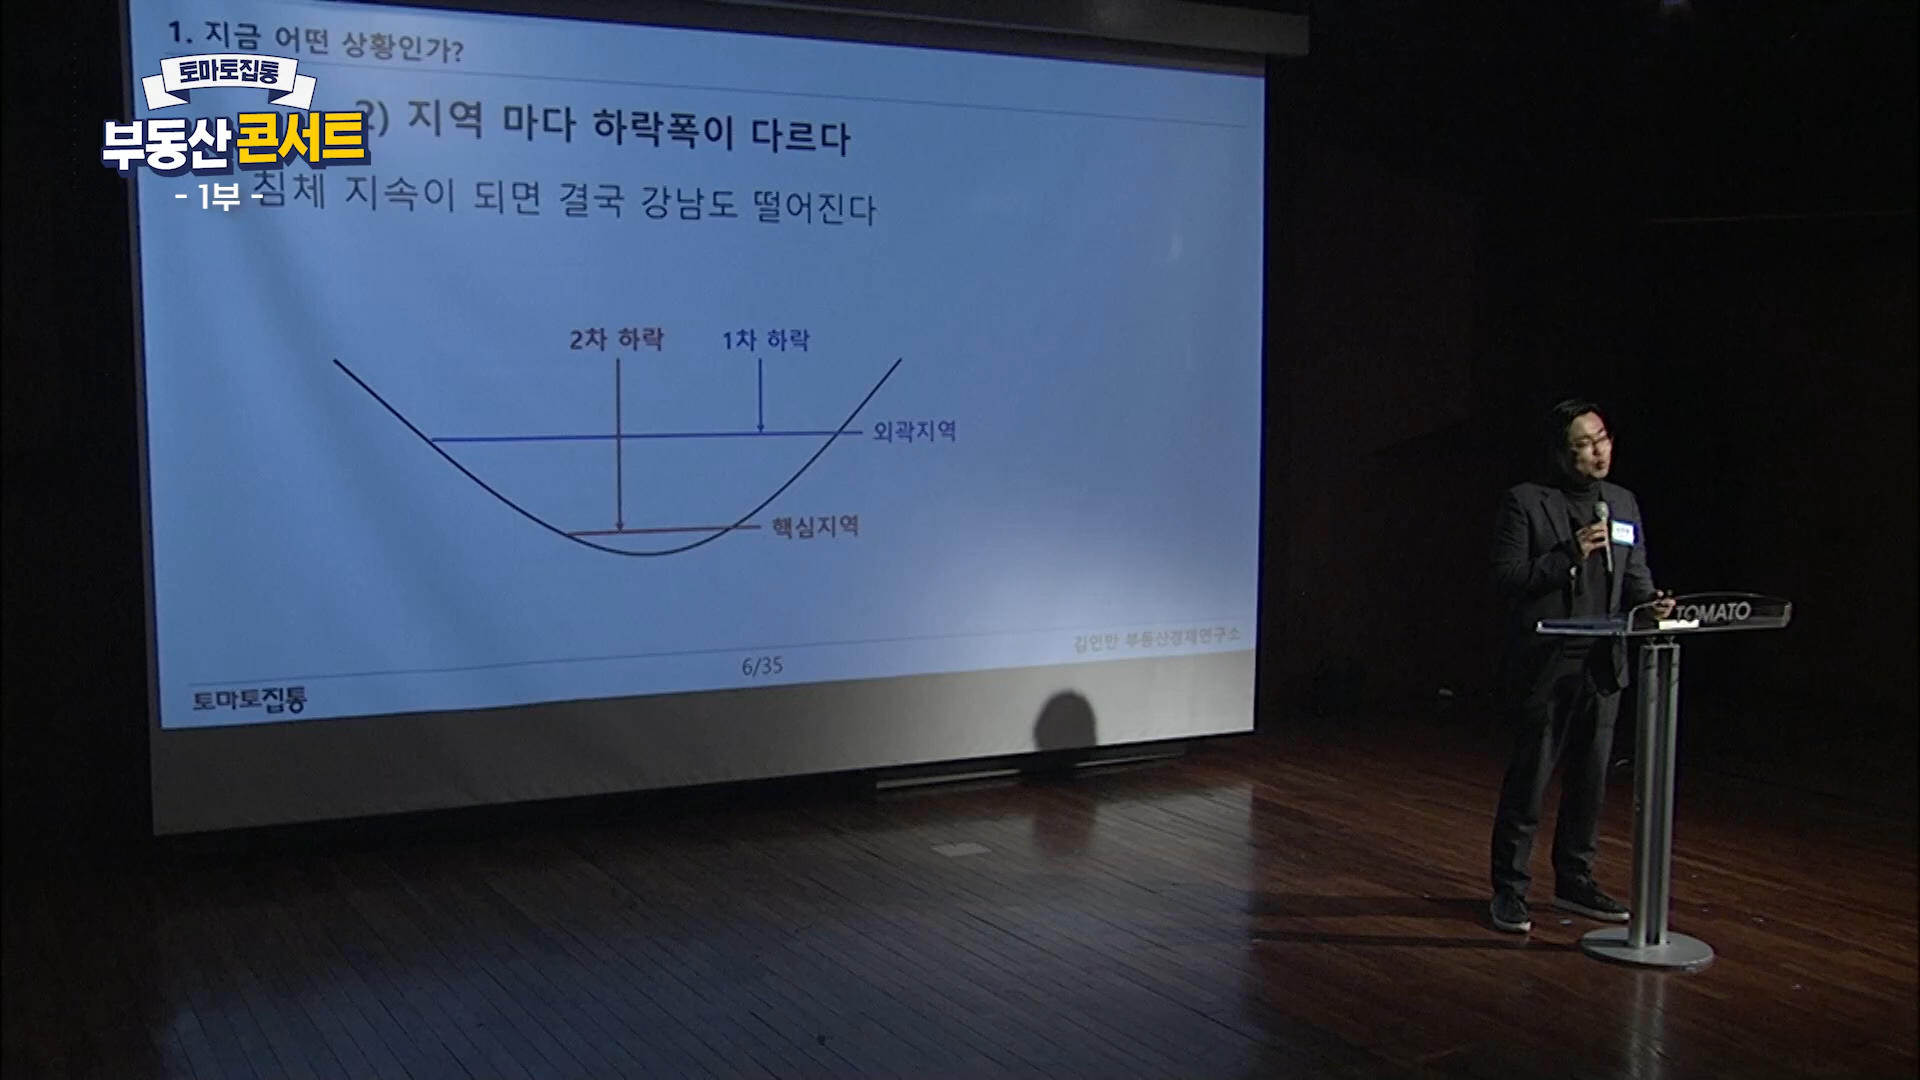 1. 지금 어떤 상황인가?
토마토집통
부동산 콘서트
- 1부 -
2) 지역 마다 하락폭이 다르다
침체 지속이 되면 결국 강남도 떨어진다
2차 하락
1차 하락
외곽지역
핵심지역
김인만 부동산경제연구소
6/35
토마토집통
TOMATO